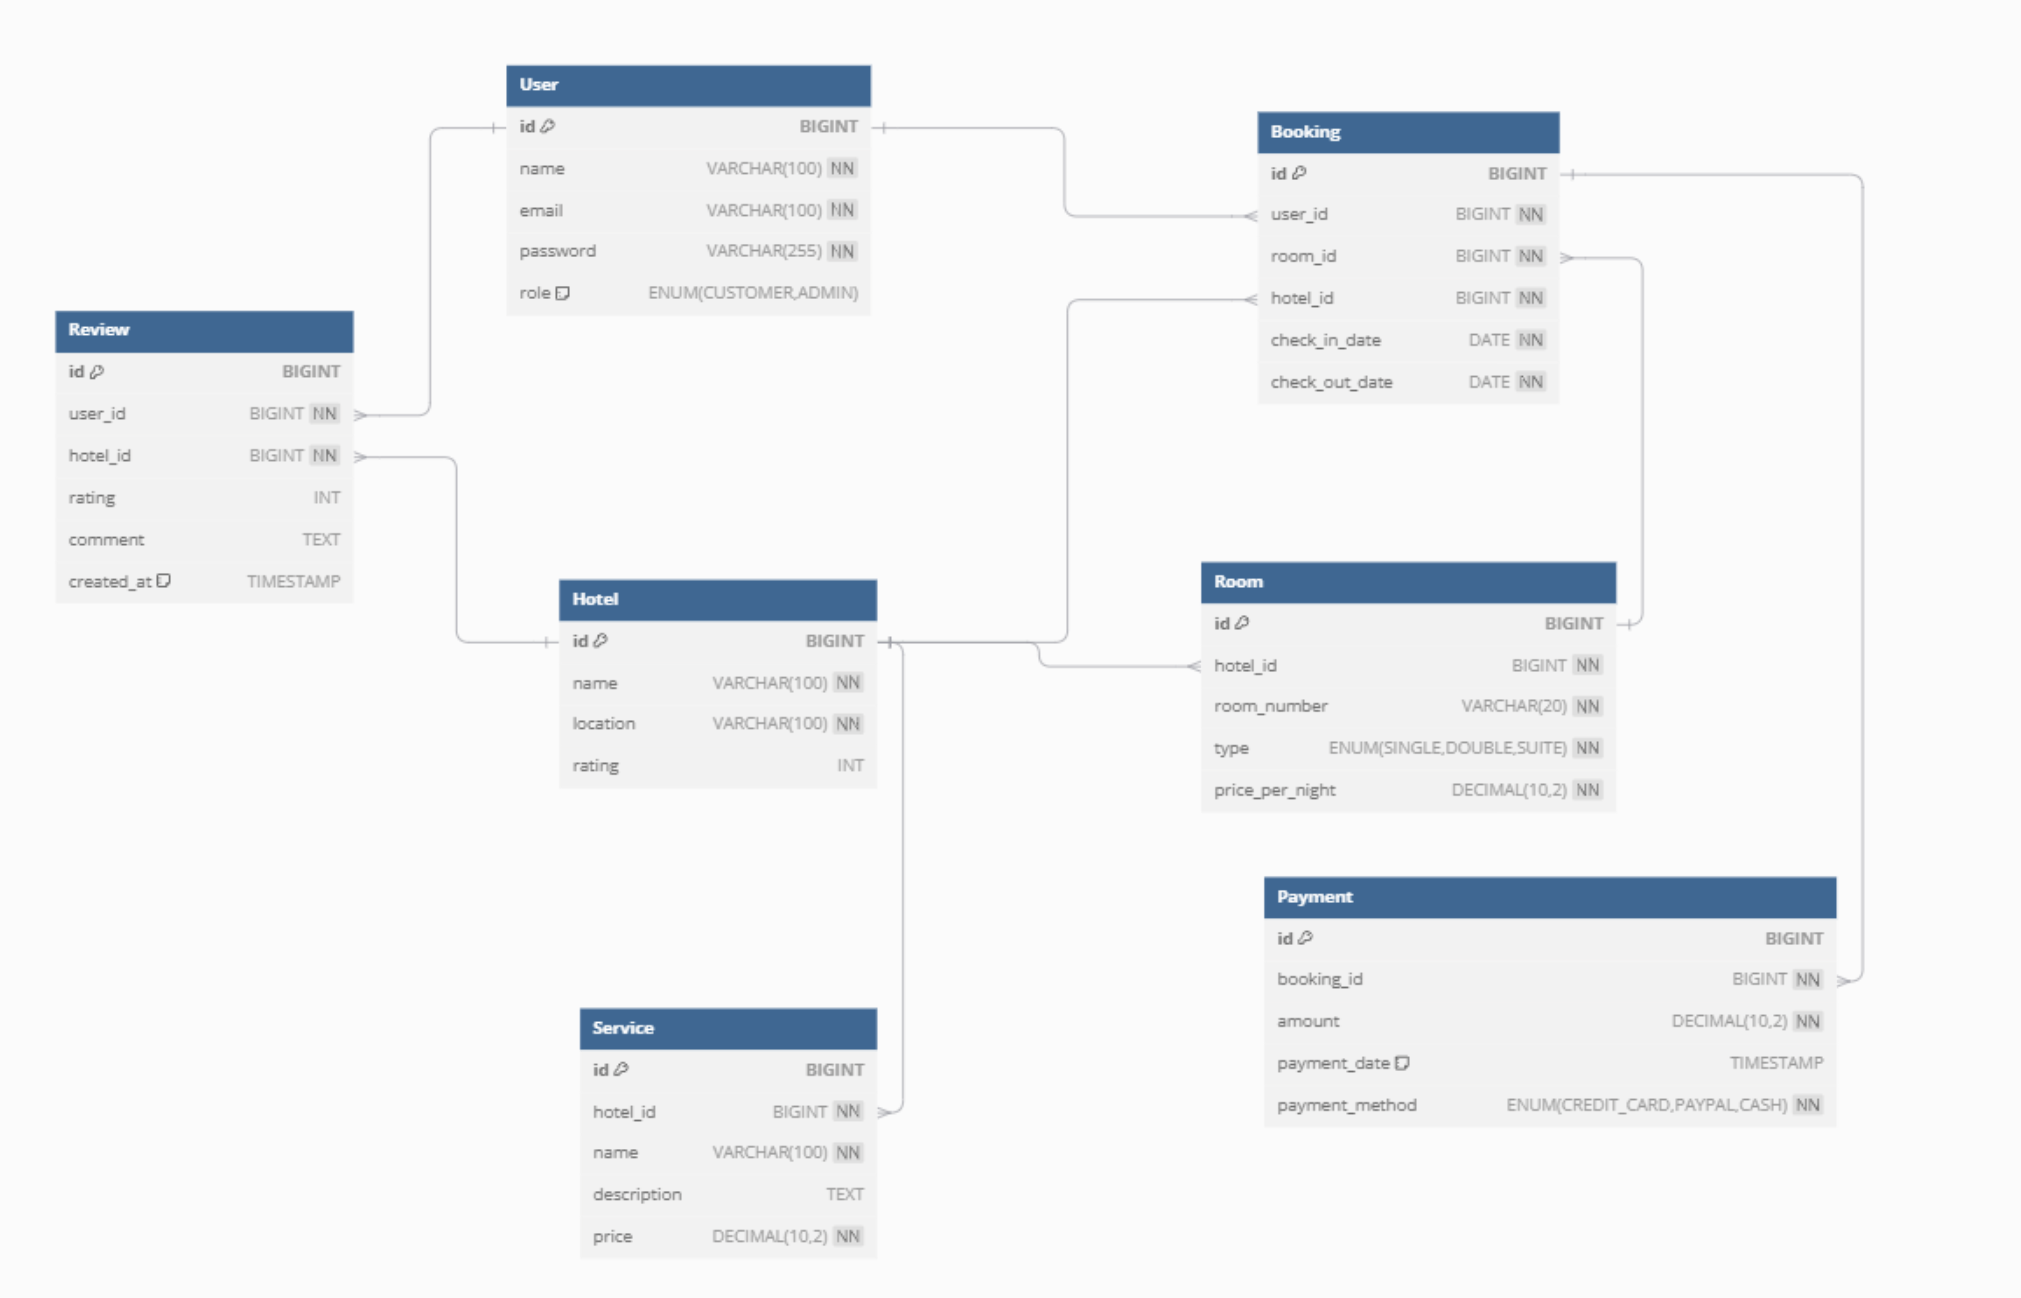 User
id BIGINT
name VARCHAR(100) NN
email VARCHAR(100) NN
password VARCHAR(255) NN
role ENUM(CUSTOMER,ADMIN)
Booking
id BIGINT
user_id BIGINT NN
room_id BIGINT NN
hotel_id BIGINT NN
check_in_date DATE NN
check_out_date DATE NN
Review
id BIGINT
user_id BIGINT NN
hotel_id BIGINT NN
rating INT
comment TEXT
created_at TIMESTAMP
Hotel
id BIGINT
name VARCHAR(100) NN
location VARCHAR(100) NN
rating INT
Room
id BIGINT
hotel_id BIGINT NN
room_number VARCHAR(20) NN
type ENUM(SINGLE,DOUBLE,SUITE) NN
price_per_night DECIMAL(10,2) NN
Payment
id BIGINT
booking_id BIGINT NN
amount DECIMAL(10,2) NN
payment_date TIMESTAMP
payment_method ENUM(CREDIT_CARD,PAYPAL,CASH) NN
Service
id BIGINT
hotel_id BIGINT NN
name VARCHAR(100) NN
description TEXT
price DECIMAL(10,2) NN